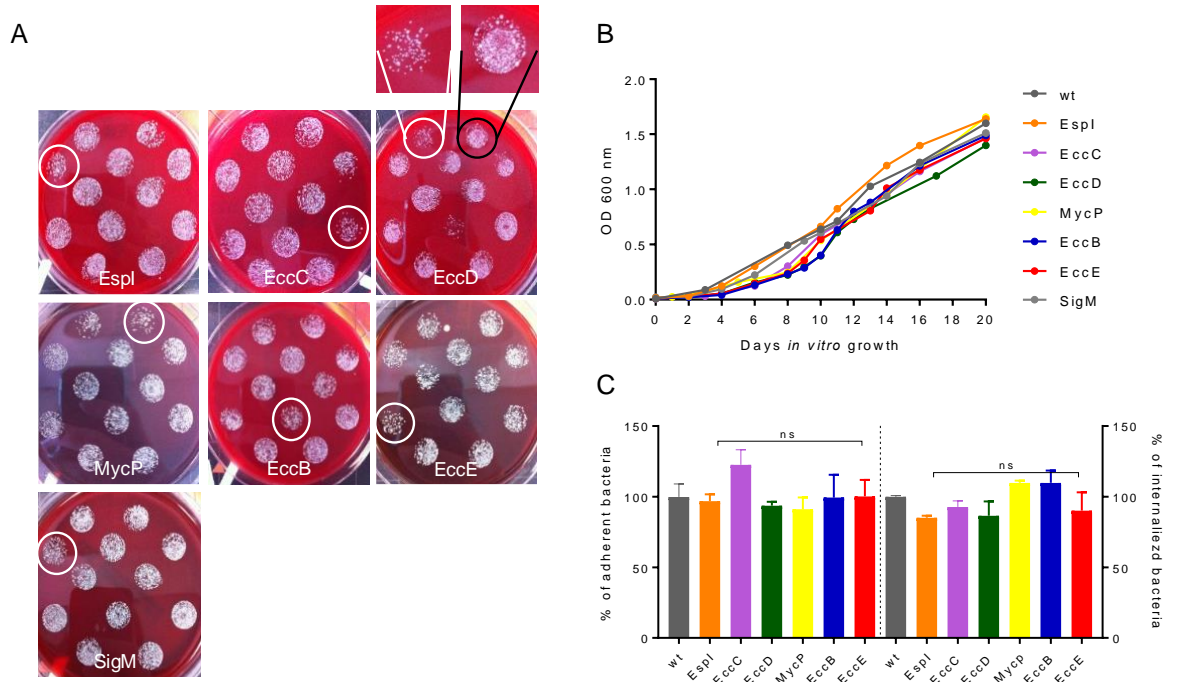 A
EspI
EccC
EccD
MycP
EccB
EccE
SigM
B
OD 600 nm
2.0
1.5
1.0
0.5
0.0
0 2 4 6 8 10 12 14 16 18 20
Days in vitro growth
wt
EspI
EccC
EccD
MycP
EccB
EccE
SigM
C
% of adherent bacteria
150
100
50
0
ns
ns
150
100
50
0
% of internaliezd bacteria
wt EspI EccC EccD MycP EccB EccE wt EspI EccC EccD Mycp EccB EccE